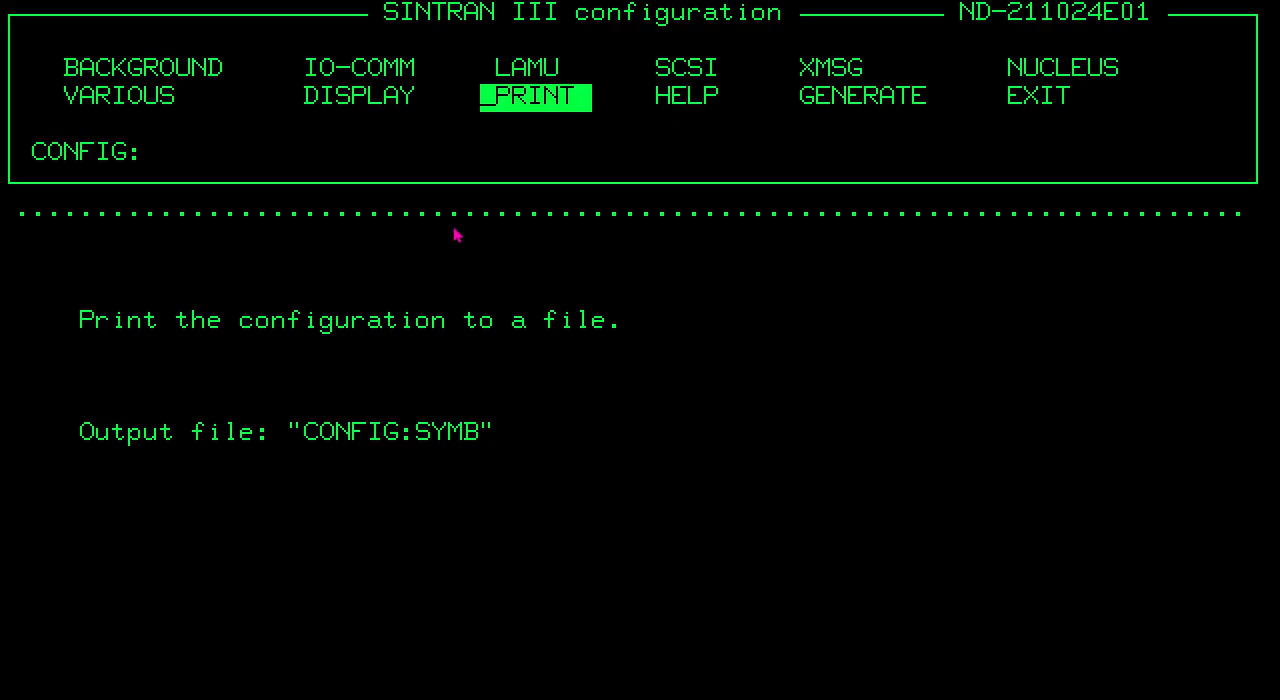 SINTRAN III configuration ND-211024E01
BACKGROUND IO-COMM LAMU SCSI XMSG NUCLEUS
VARIOUS DISPLAY _PRINT HELP GENERATE EXIT
CONFIG:
Print the configuration to a file.
Output file: "CONFIG:SYMB"